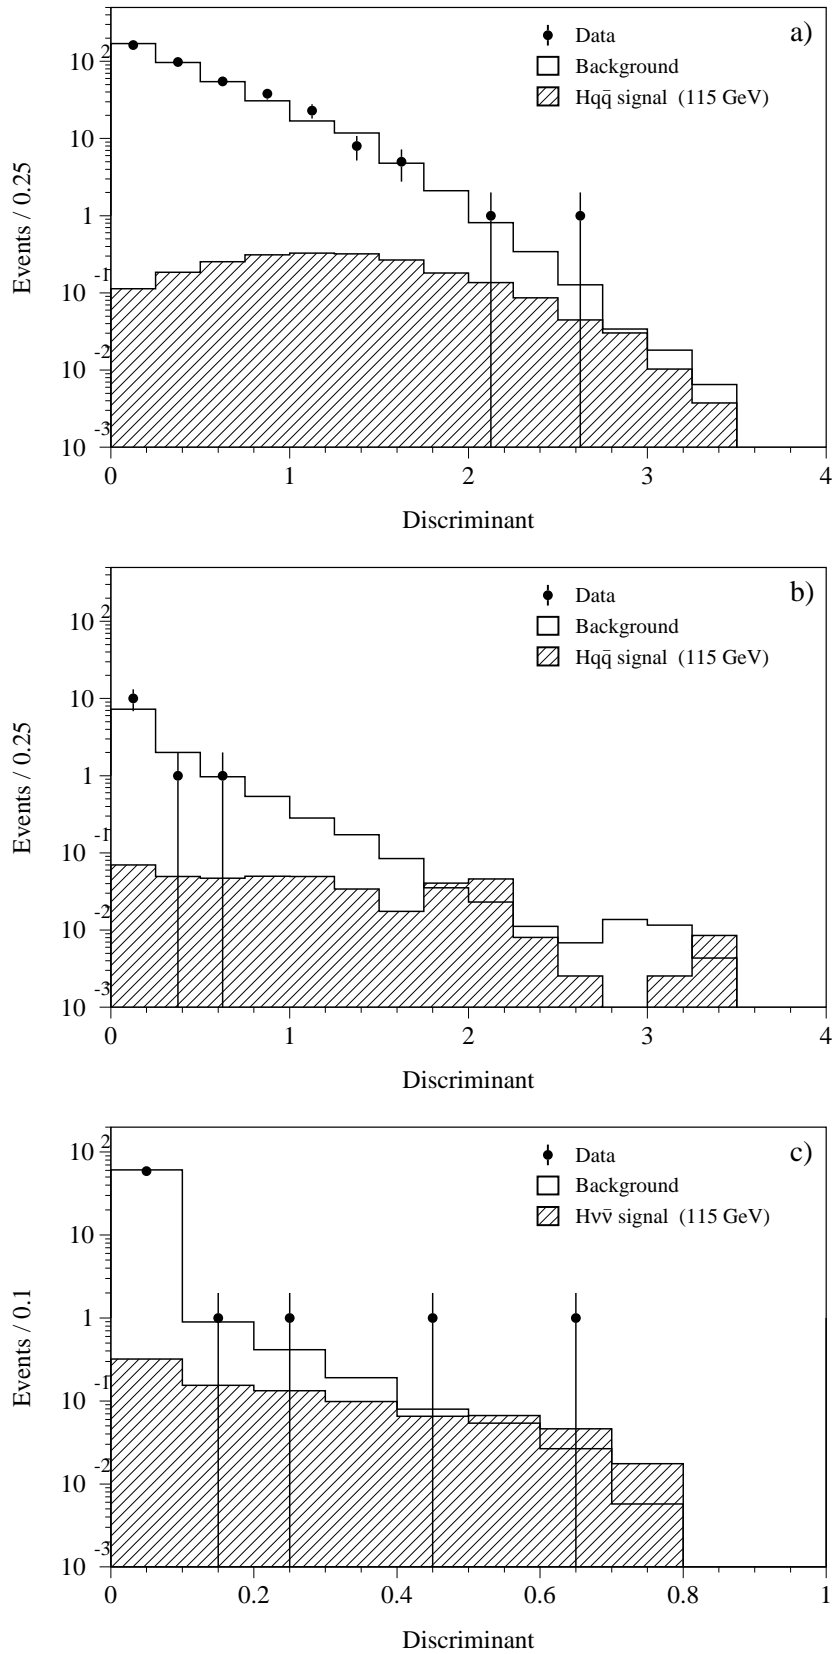 a)
Data
Background
Hqq̄ signal (115 GeV)
Events / 0.25
10²
10
1
10⁻¹
10⁻²
10⁻³
0 1 2 3 4
Discriminant
b)
Data
Background
Hqq̄ signal (115 GeV)
Events / 0.25
10²
10
1
10⁻¹
10⁻²
10⁻³
0 1 2 3 4
Discriminant
c)
Data
Background
Hνν̄ signal (115 GeV)
Events / 0.1
10²
10
1
10⁻¹
10⁻²
10⁻³
0 0.2 0.4 0.6 0.8 1
Discriminant